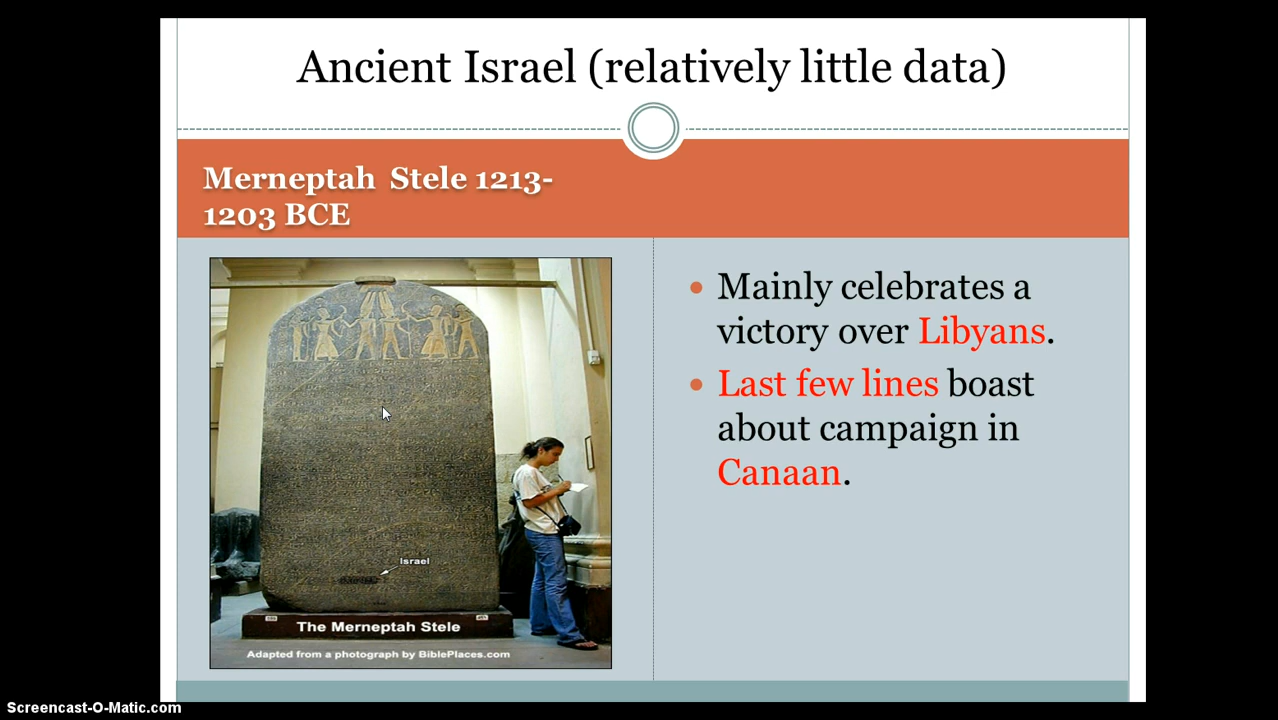 Ancient Israel (relatively little data)
Merneptah Stele 1213-
1203 BCE
Mainly celebrates a
victory over Libyans.
Last few lines boast
about campaign in
Canaan.
Israel
The Merneptah Stele
Adapted from a photograph by BiblePlaces.com
Screencast-O-Matic.com